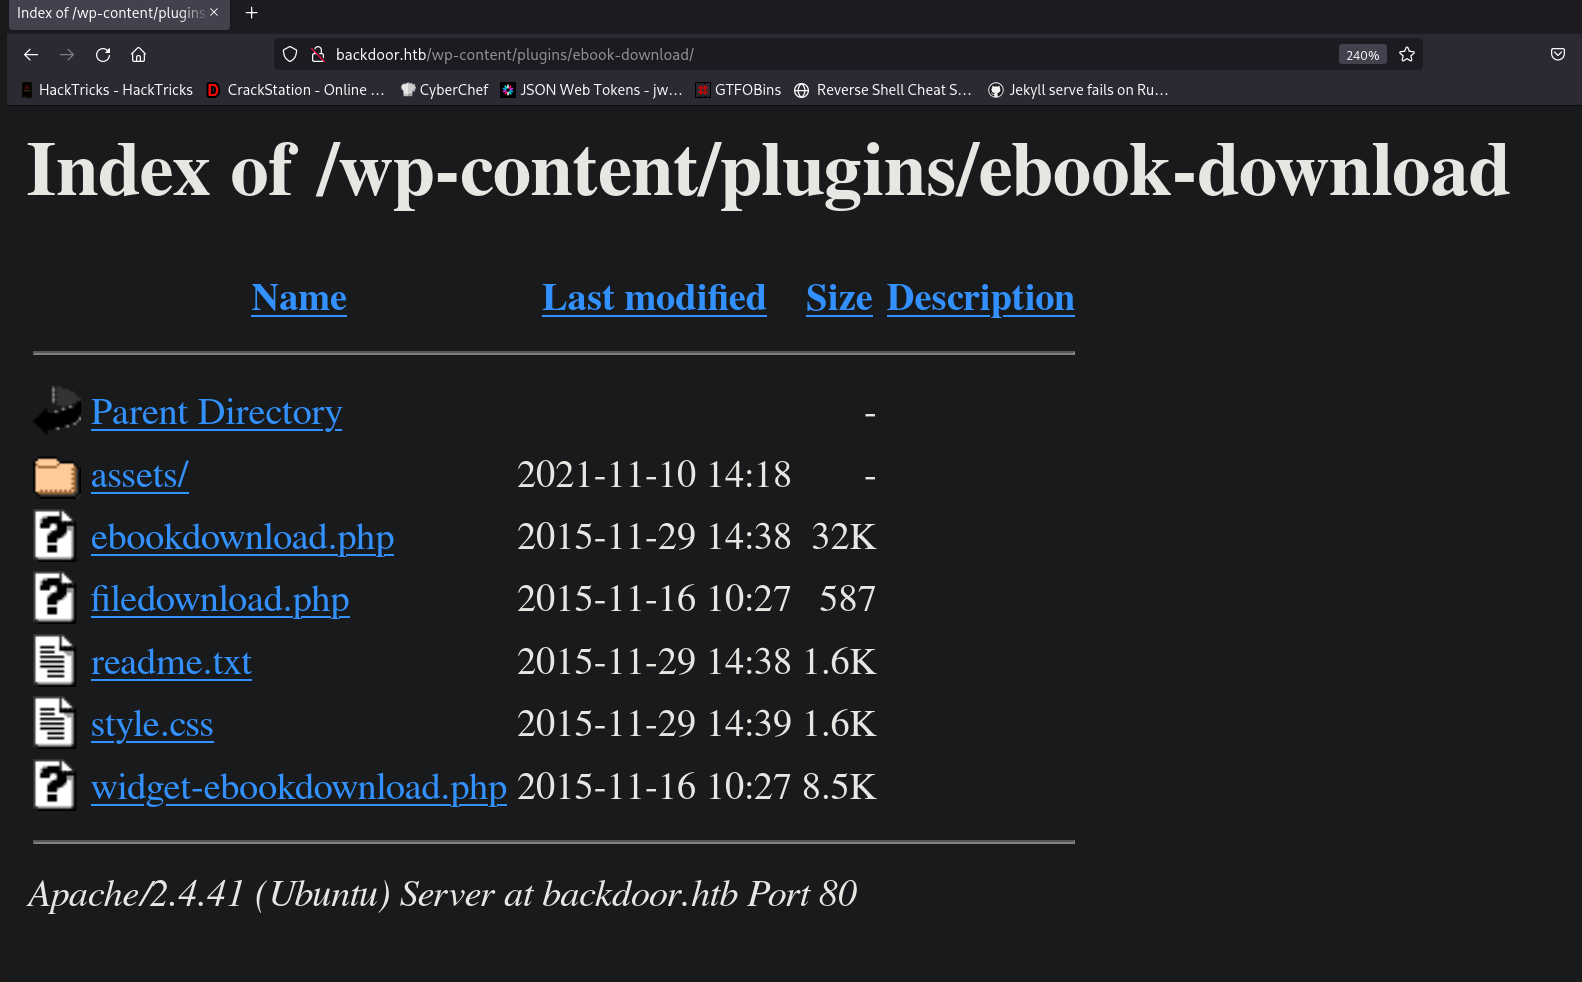 Index of /wp-content/plugins
backdoor.htb/wp-content/plugins/ebook-download/ 240%
HackTricks - HackTricks CrackStation - Online ... CyberChef JSON Web Tokens - jw... GTFOBins Reverse Shell Cheat S... Jekyll serve fails on Ru...
Index of /wp-content/plugins/ebook-download
Name Last modified Size Description
Parent Directory -
assets/ 2021-11-10 14:18 -
ebookdownload.php 2015-11-29 14:38 32K
filedownload.php 2015-11-16 10:27 587
readme.txt 2015-11-29 14:38 1.6K
style.css 2015-11-29 14:39 1.6K
widget-ebookdownload.php 2015-11-16 10:27 8.5K
Apache/2.4.41 (Ubuntu) Server at backdoor.htb Port 80